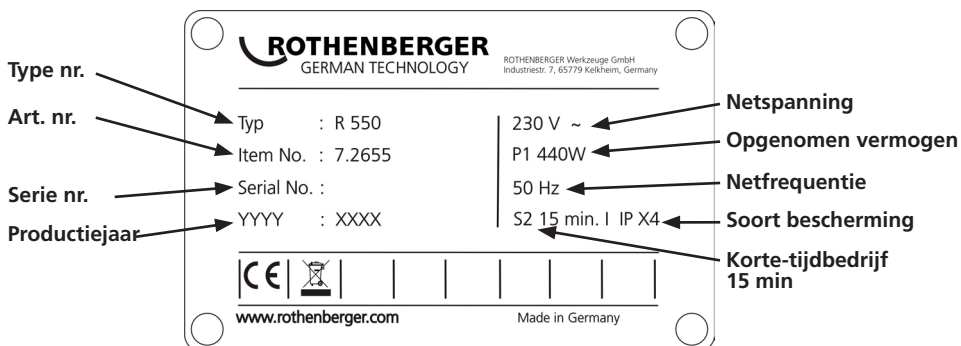 ROTHENBERGER
GERMAN TECHNOLOGY
ROTHENBERGER Werkzeuge GmbH
Industriestr. 7, 65779 Kelkheim, Germany
Type nr.
Art. nr.
Serie nr.
Productiejaar
Typ : R 550
Item No. : 7.2655
Serial No. :
YYYY : XXXX
230 V ~
P1 440W
50 Hz
S2 15 min. I IP X4
Netspanning
Opgenomen vermogen
Netfrequentie
Soort bescherming
Korte-tijdbedrijf
15 min
CE
www.rothenberger.com
Made in Germany